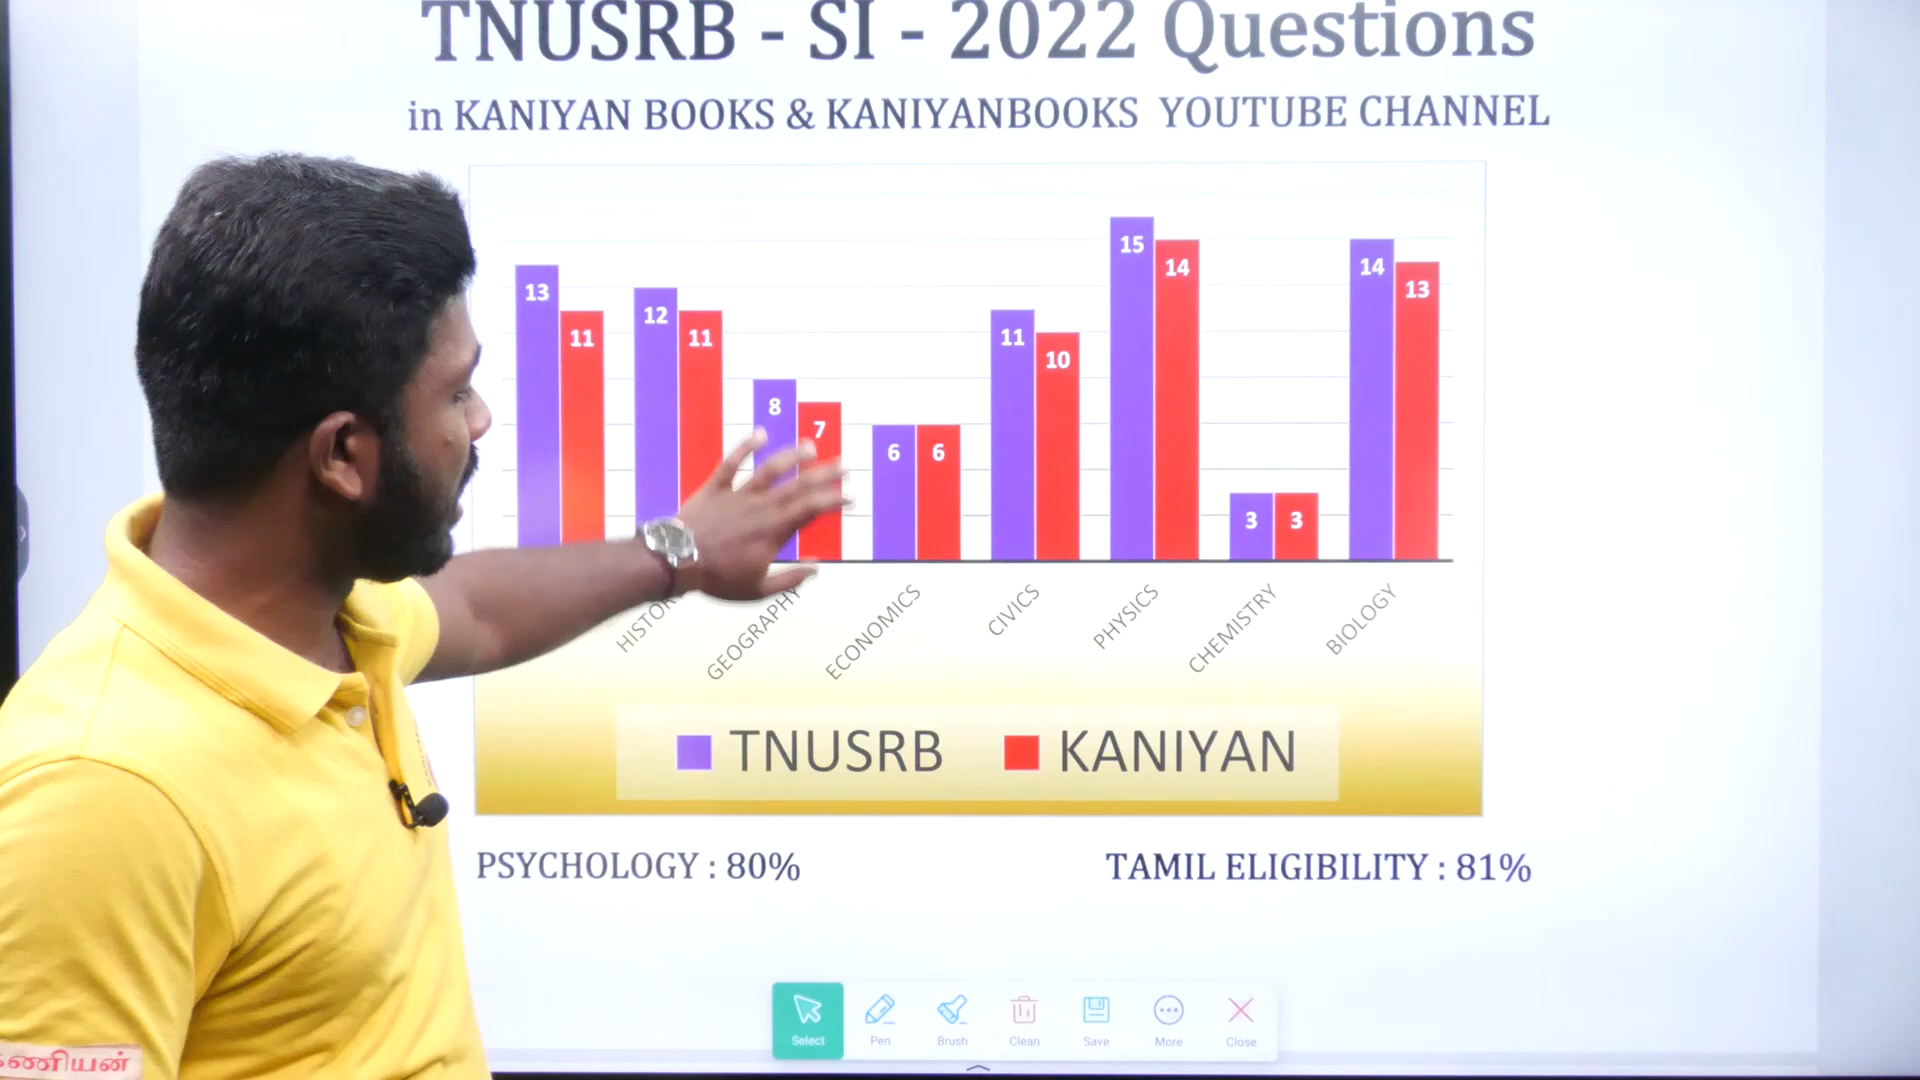 TNUSRB - SI - 2022 Questions
in KANIYAN BOOKS & KANIYANBOOKS YOUTUBE CHANNEL
13 11 12 11 8 7 6 6 11 10 15 14 3 3 14 13
GEOGRAPHY ECONOMICS CIVICS PHYSICS CHEMISTRY BIOLOGY
TNUSRB KANIYAN
PSYCHOLOGY : 80% TAMIL ELIGIBILITY : 81%
Select Pen Brush Clean Save More Close